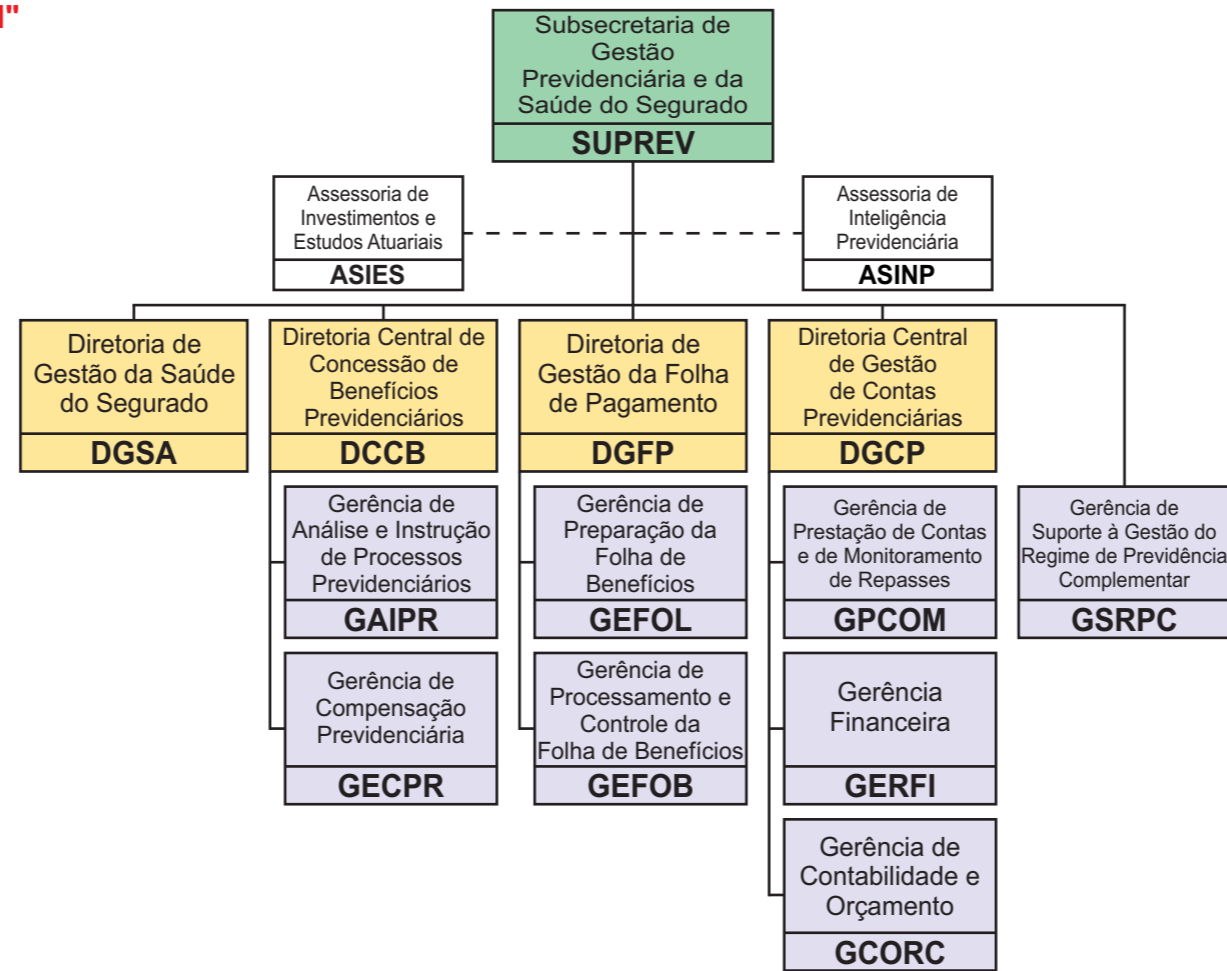 Subsecretaria de
Gestão
Previdenciária e da
Saúde do Segurado
SUPREV
Assessoria de
Investimentos e
Estudos Atuariais
ASIES
Assessoria de
Inteligência
Previdenciária
ASINP
Diretoria de
Gestão da Saúde
do Segurado
DGSA
Diretoria Central de
Concessão de
Benefícios
Previdenciários
DCCB
Diretoria de
Gestão da Folha
de Pagamento
DGFP
Diretoria Central
de Gestão
de Contas
Previdenciárias
DGCP
Gerência de
Análise e Instrução
de Processos
Previdenciários
GAIPR
Gerência de
Preparação da
Folha de
Benefícios
GEFOL
Gerência de
Prestação de Contas
e de Monitoramento
de Repasses
GPCOM
Gerência de
Suporte à Gestão do
Regime de Previdência
Complementar
GSRPC
Gerência de
Compensação
Previdenciária
GECPR
Gerência de
Processamento e
Controle da
Folha de Benefícios
GEFOB
Gerência
Financeira
GERFI
Gerência de
Contabilidade e
Orçamento
GCORC